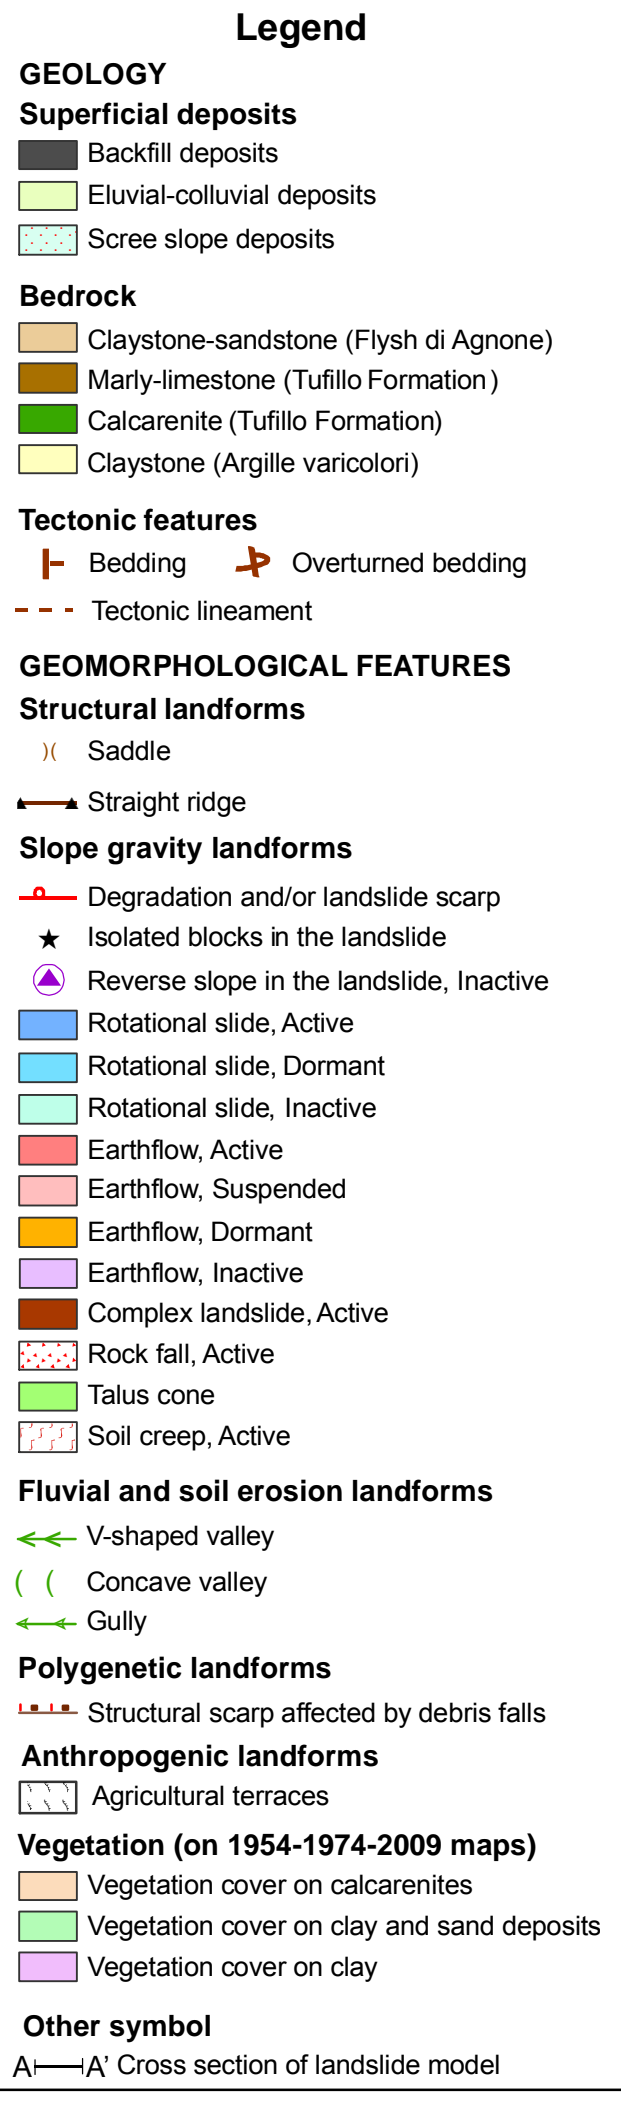 Legend
GEOLOGY
Superficial deposits
Backfill deposits
Eluvial-colluvial deposits
Scree slope deposits
Bedrock
Claystone-sandstone (Flysh di Agnone)
Marly-limestone (Tufillo Formation)
Calcarenite (Tufillo Formation)
Claystone (Argille varicolori)
Tectonic features
Bedding Overturned bedding
Tectonic lineament
GEOMORPHOLOGICAL FEATURES
Structural landforms
Saddle
Straight ridge
Slope gravity landforms
Degradation and/or landslide scarp
Isolated blocks in the landslide
Reverse slope in the landslide, Inactive
Rotational slide, Active
Rotational slide, Dormant
Rotational slide, Inactive
Earthflow, Active
Earthflow, Suspended
Earthflow, Dormant
Earthflow, Inactive
Complex landslide, Active
Rock fall, Active
Talus cone
Soil creep, Active
Fluvial and soil erosion landforms
V-shaped valley
Concave valley
Gully
Polygenetic landforms
Structural scarp affected by debris falls
Anthropogenic landforms
Agricultural terraces
Vegetation (on 1954-1974-2009 maps)
Vegetation cover on calcarenites
Vegetation cover on clay and sand deposits
Vegetation cover on clay
Other symbol
A A' Cross section of landslide model